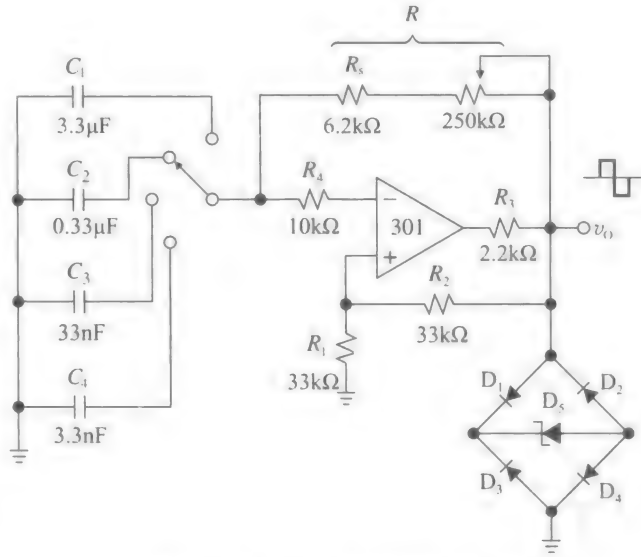 R
C₁
3.3μF
C₂
0.33μF
C₃
33nF
C₄
3.3nF
R₅
6.2kΩ
250kΩ
R₄
10kΩ
−
+
301
R₃
2.2kΩ
v₀
R₂
33kΩ
R₁
33kΩ
D₁
D₂
D₅
D₃
D₄